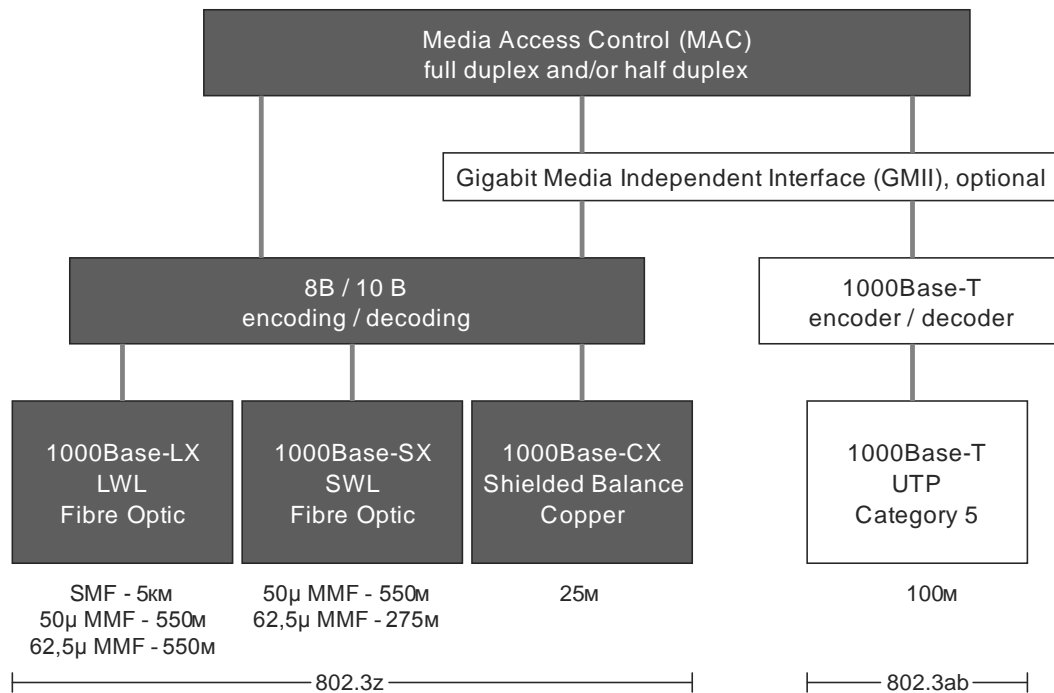 Media Access Control (MAC)
full duplex and/or half duplex
Gigabit Media Independent Interface (GMII), optional
8B / 10 B
encoding / decoding
1000Base-T
encoder / decoder
1000Base-LX
LWL
Fibre Optic
1000Base-SX
SWL
Fibre Optic
1000Base-CX
Shielded Balance
Copper
1000Base-T
UTP
Category 5
SMF - 5км
50μ MMF - 550м
62,5μ MMF - 550м
50μ MMF - 550м
62,5μ MMF - 275м
25м
100м
802.3z
802.3ab